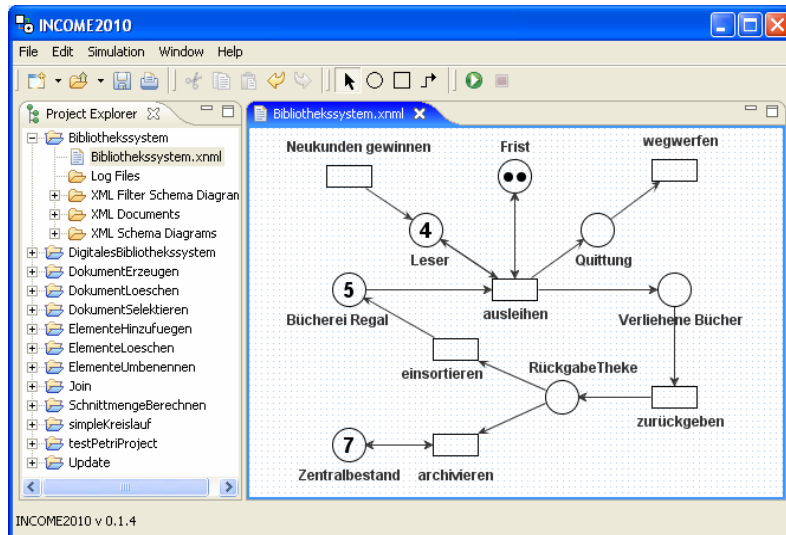 INCOME2010
File Edit Simulation Window Help
Project Explorer
Bibliothekssystem.xnml
Bibliothekssystem
Bibliothekssystem.xnml
Log Files
XML Filter Schema Diagran
XML Documents
XML Schema Diagrams
DigitalesBibliothekssystem
DokumentErzeugen
DokumentLoeschen
DokumentSelektieren
ElementeHinzufuegen
ElementeLoeschen
ElementeUmbenennen
Join
SchnittmengeBerechnen
simpleKreislauf
testPetriProject
Update
Neukunden gewinnen
Frist
wegwerfen
4
Leser
Quittung
5
Bücherei Regal
ausleihen
Verliehene Bücher
einsortieren
RückgabeTheke
zurückgeben
7
Zentralbestand
archivieren
INCOME2010 v 0.1.4